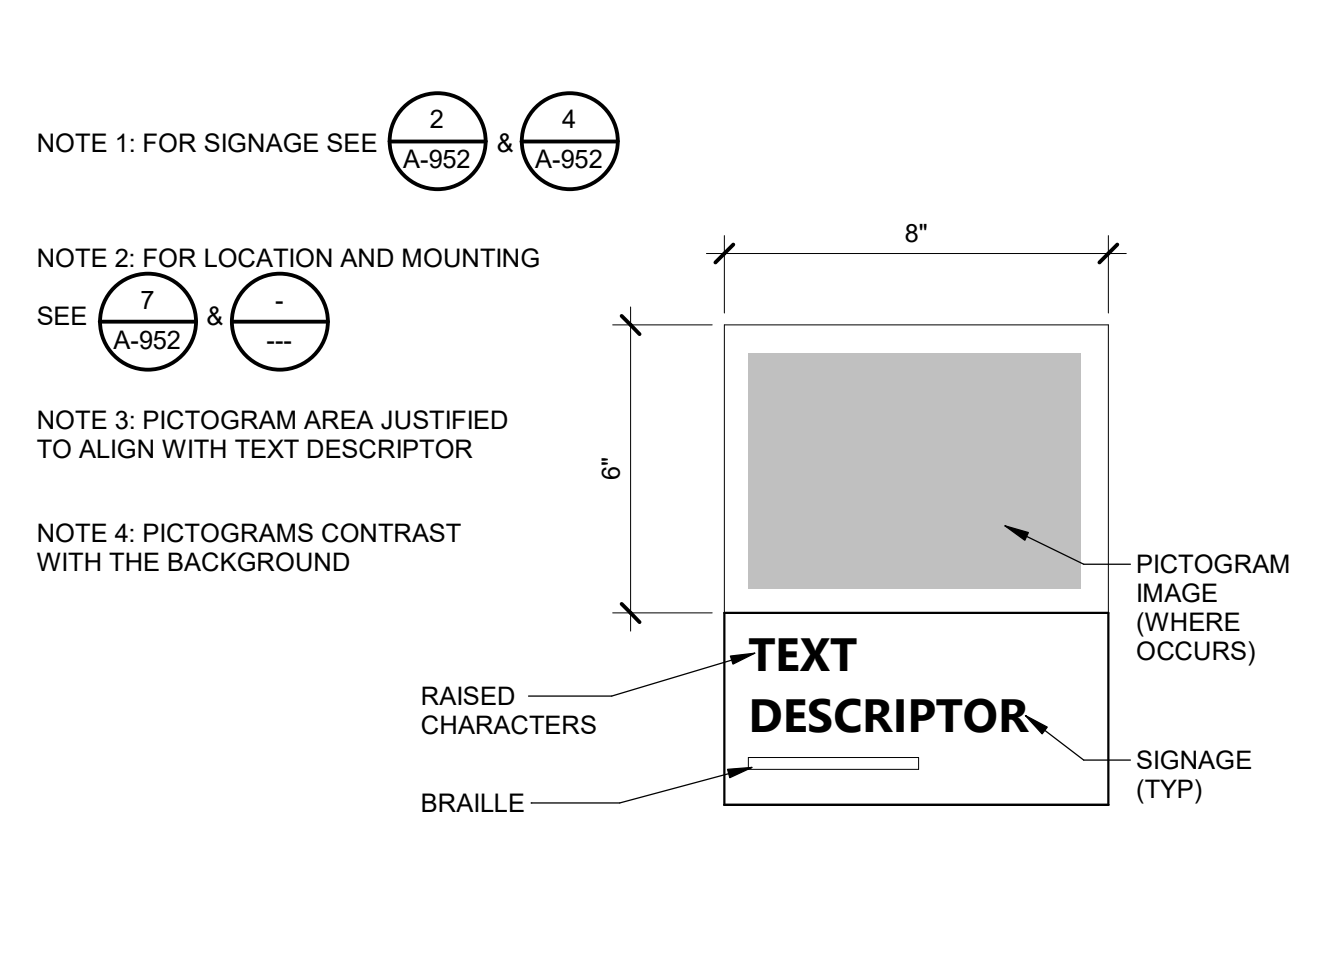 NOTE 1: FOR SIGNAGE SEE 2 A-952 & 4 A-952
NOTE 2: FOR LOCATION AND MOUNTING
SEE 7 A-952 & - ---
NOTE 3: PICTOGRAM AREA JUSTIFIED
TO ALIGN WITH TEXT DESCRIPTOR
NOTE 4: PICTOGRAMS CONTRAST
WITH THE BACKGROUND
8"
6"
PICTOGRAM
IMAGE
(WHERE
OCCURS)
TEXT
DESCRIPTOR
RAISED
CHARACTERS
BRAILLE
SIGNAGE
(TYP)